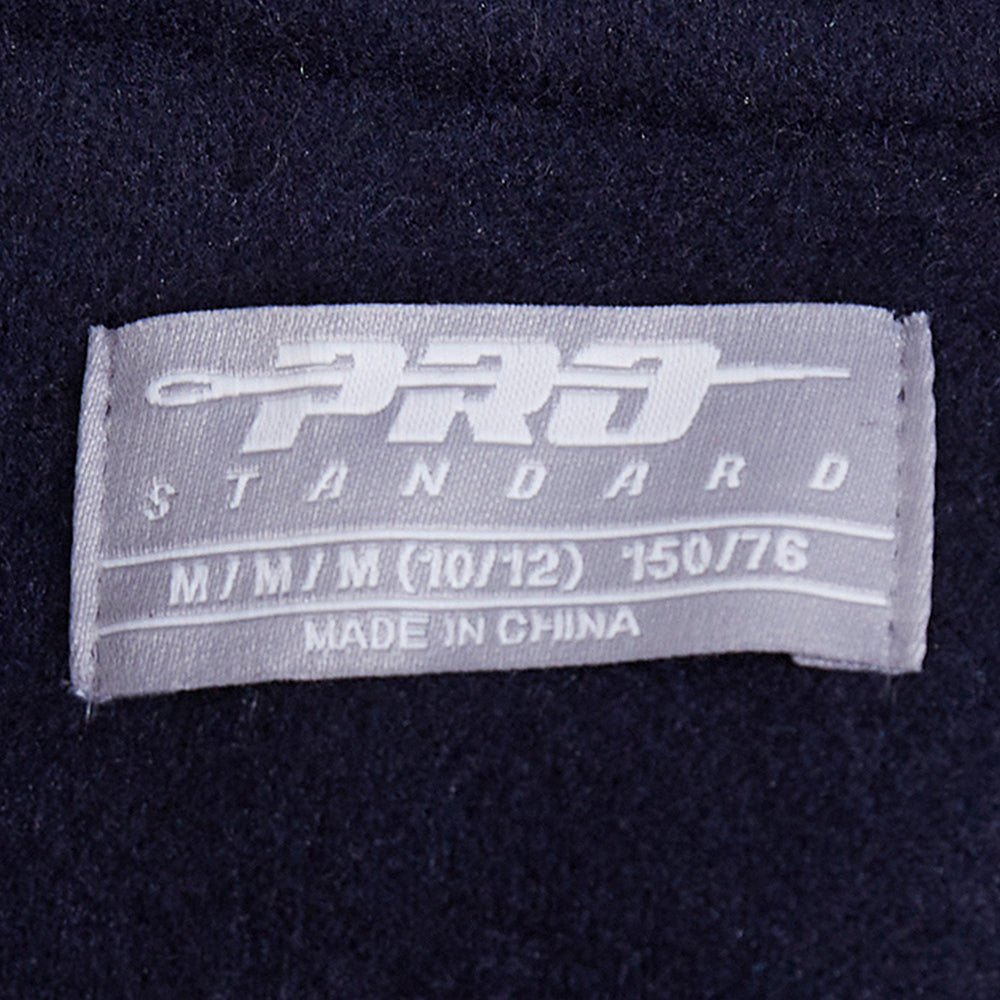 PRO
STANDARD
M/M/M (10/12) 150/76
MADE IN CHINA